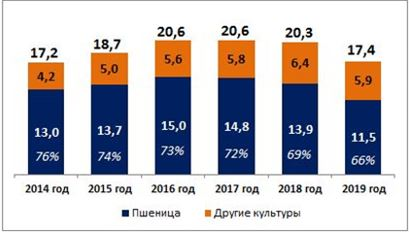 17,2 18,7 20,6 20,6 20,3 17,4
4,2 5,0 5,6 5,8 6,4 5,9
13,0 13,7 15,0 14,8 13,9 11,5
76% 74% 73% 72% 69% 66%
2014 год 2015 год 2016 год 2017 год 2018 год 2019 год
Пшеница Другие культуры